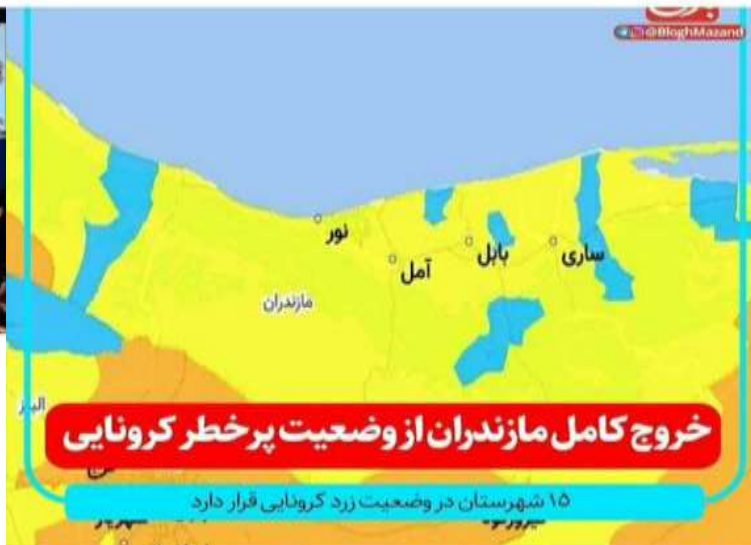 @BloghMazand
نور
آمل
بابل
ساری
مازندران
البرز
خروج کامل مازندران از وضعیت پرخطر کرونایی
۱۵ شهرستان در وضعیت زرد کرونایی قرار دارد